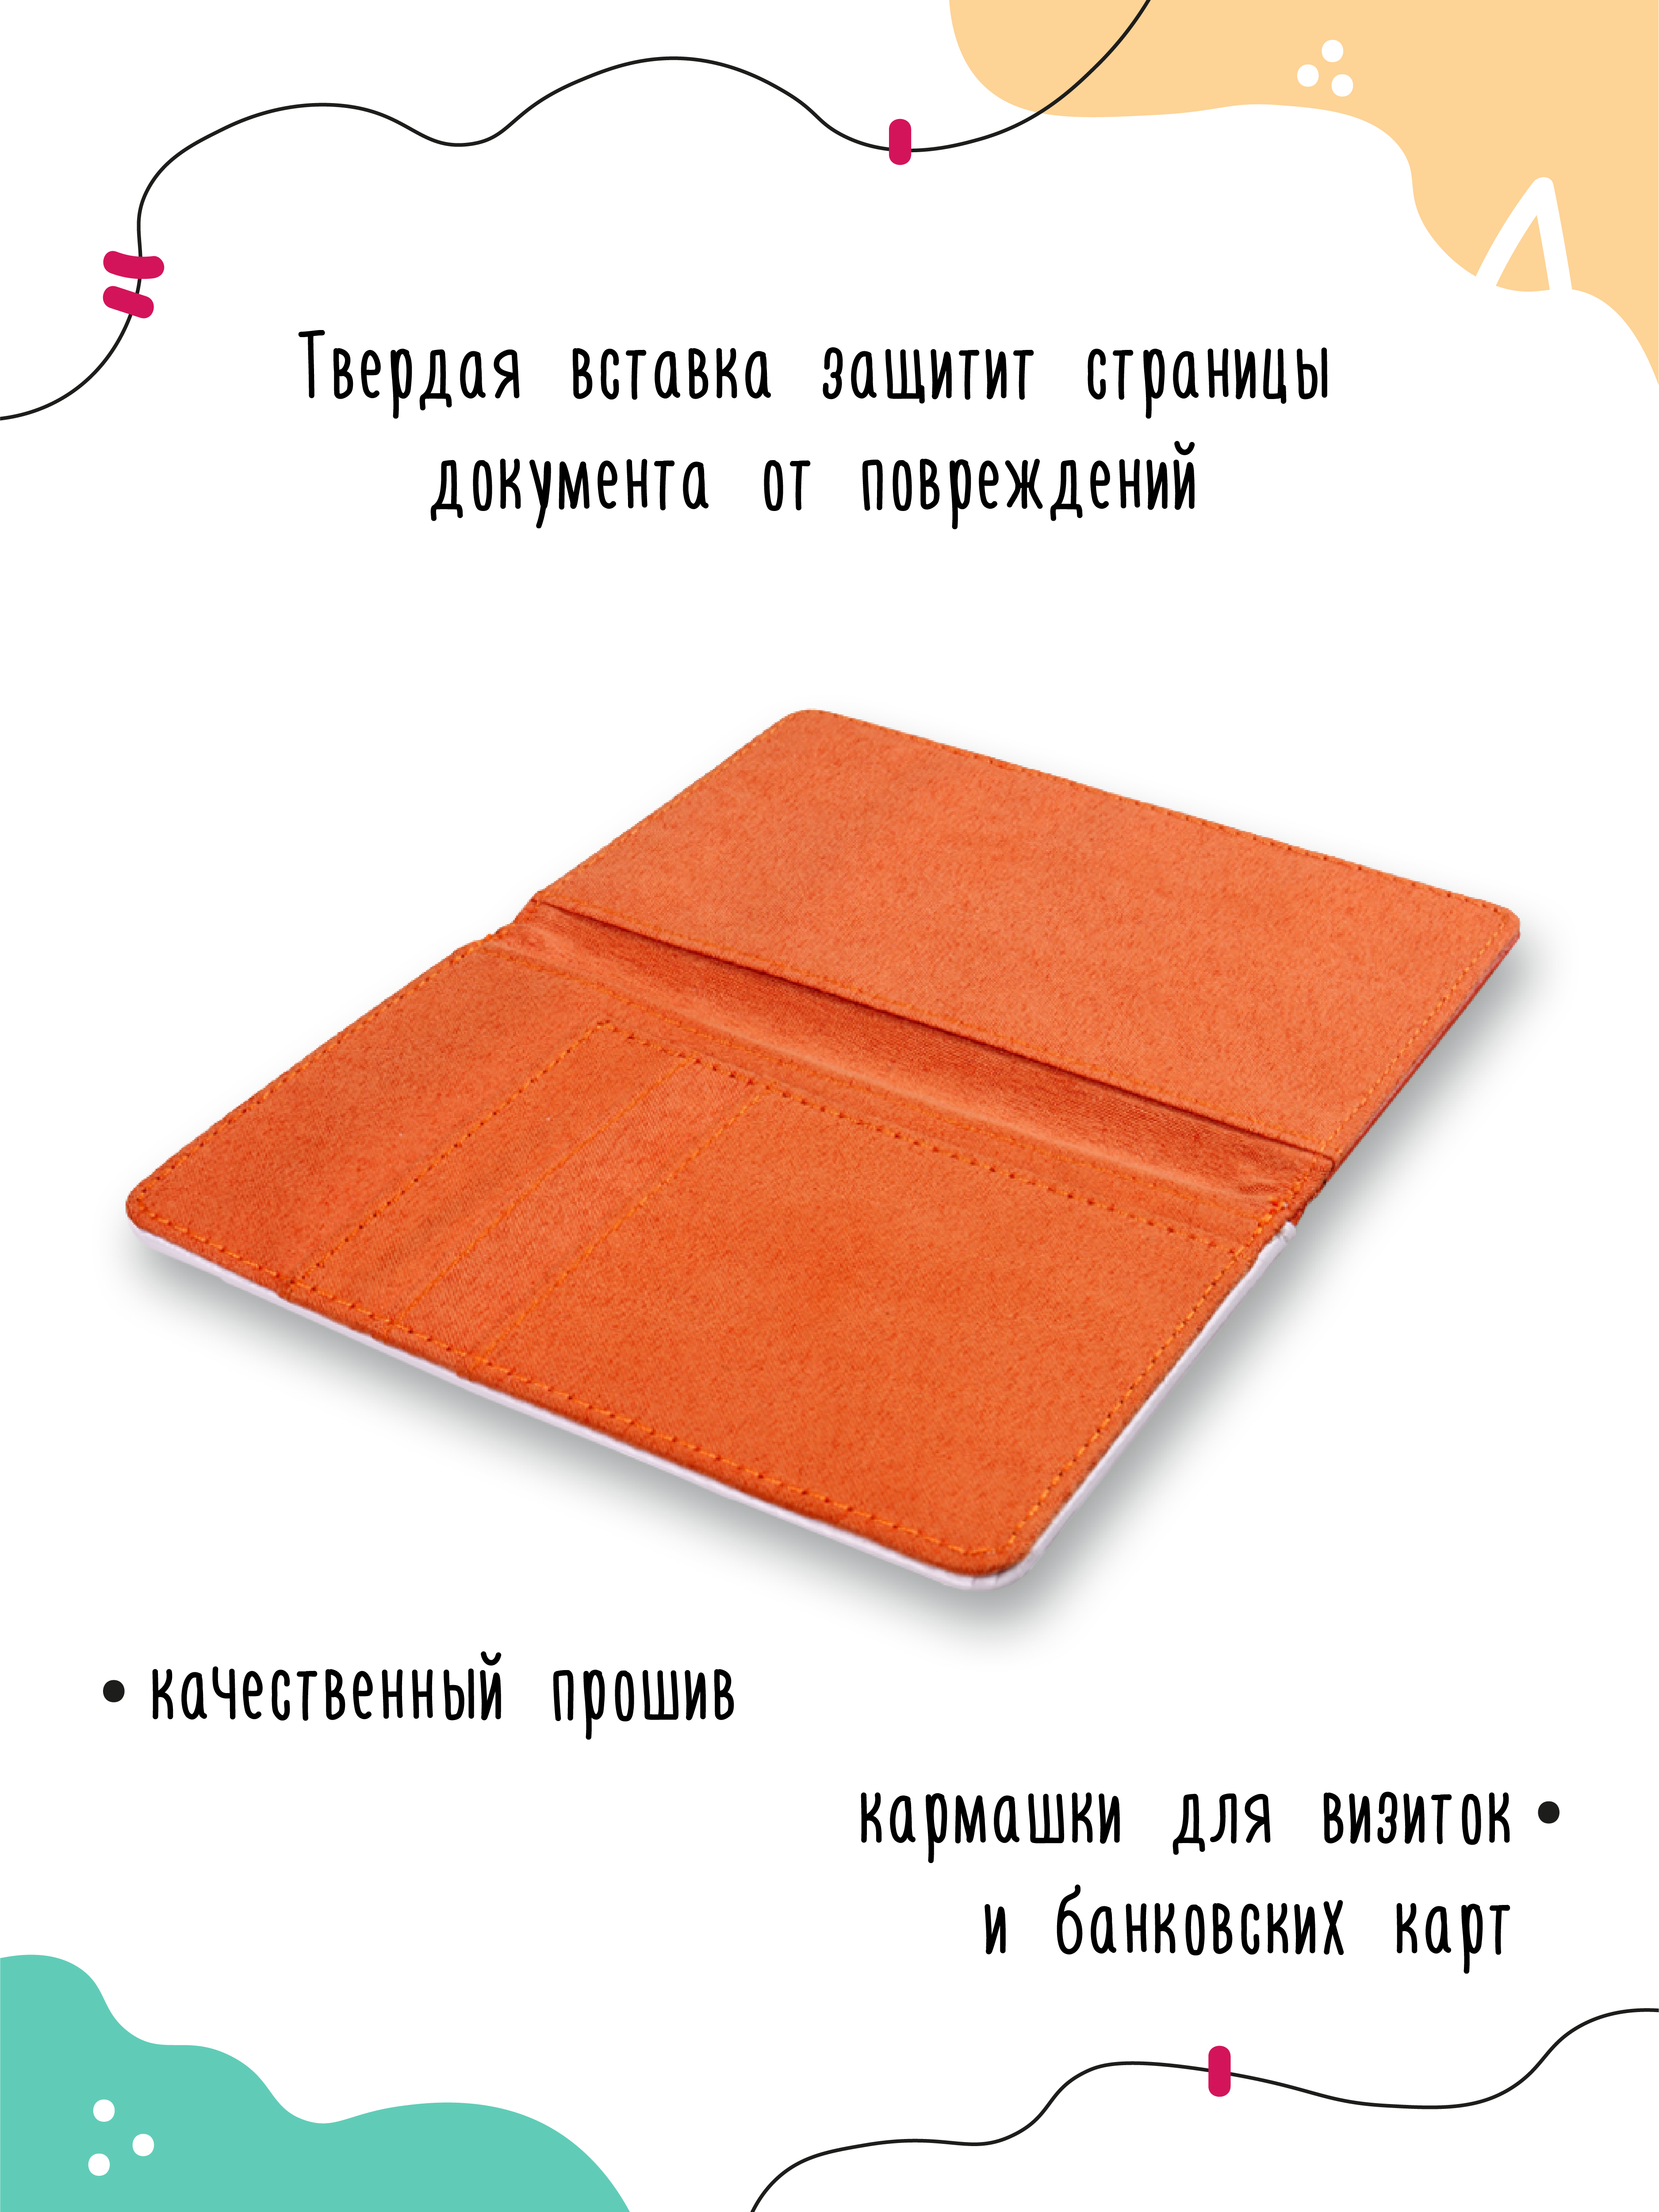 Твердая вставка защитит страницы
документа от повреждений
• качественный прошив
кармашки для визиток •
и банковских карт